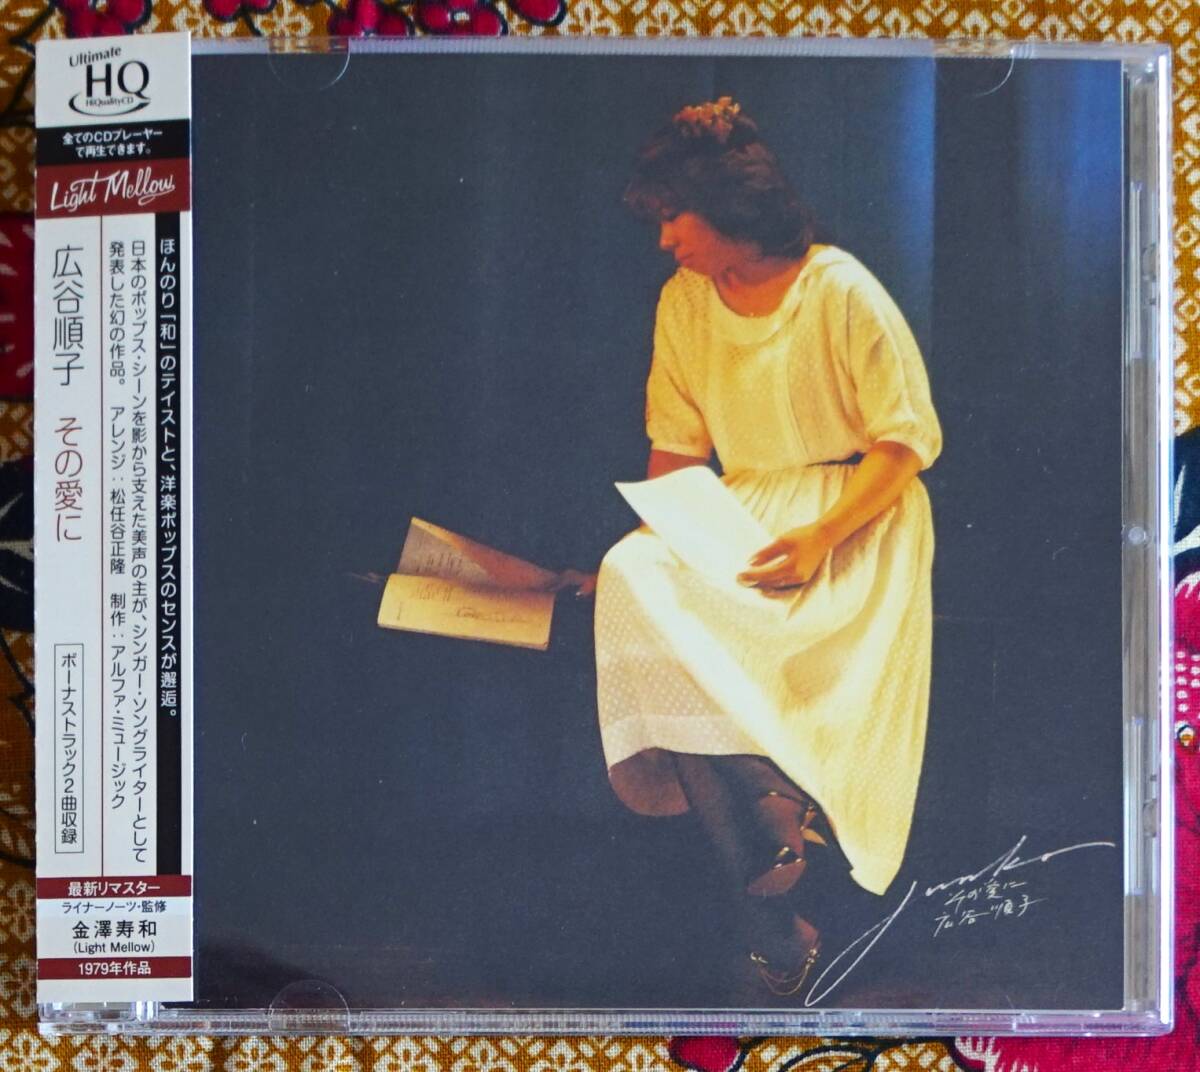 Ultimate
HQ
HiQualityCD
全てのCDプレーヤー
で再生できます。
Light Mellow
ほんのり「和」のテイストと、洋楽ポップスのセンスが邂逅。
日本のポップス・シーンを影から支えた美声の主が、シンガー・ソングライターとして
発表した幻の作品。 アレンジ：松任谷正隆 制作：アルファ・ミュージック
広谷順子 その愛に
ボーナストラック2曲収録
最新リマスター
ライナーノーツ・監修
金澤寿和
(Light Mellow)
1979年作品
Junko
その愛に
広谷順子